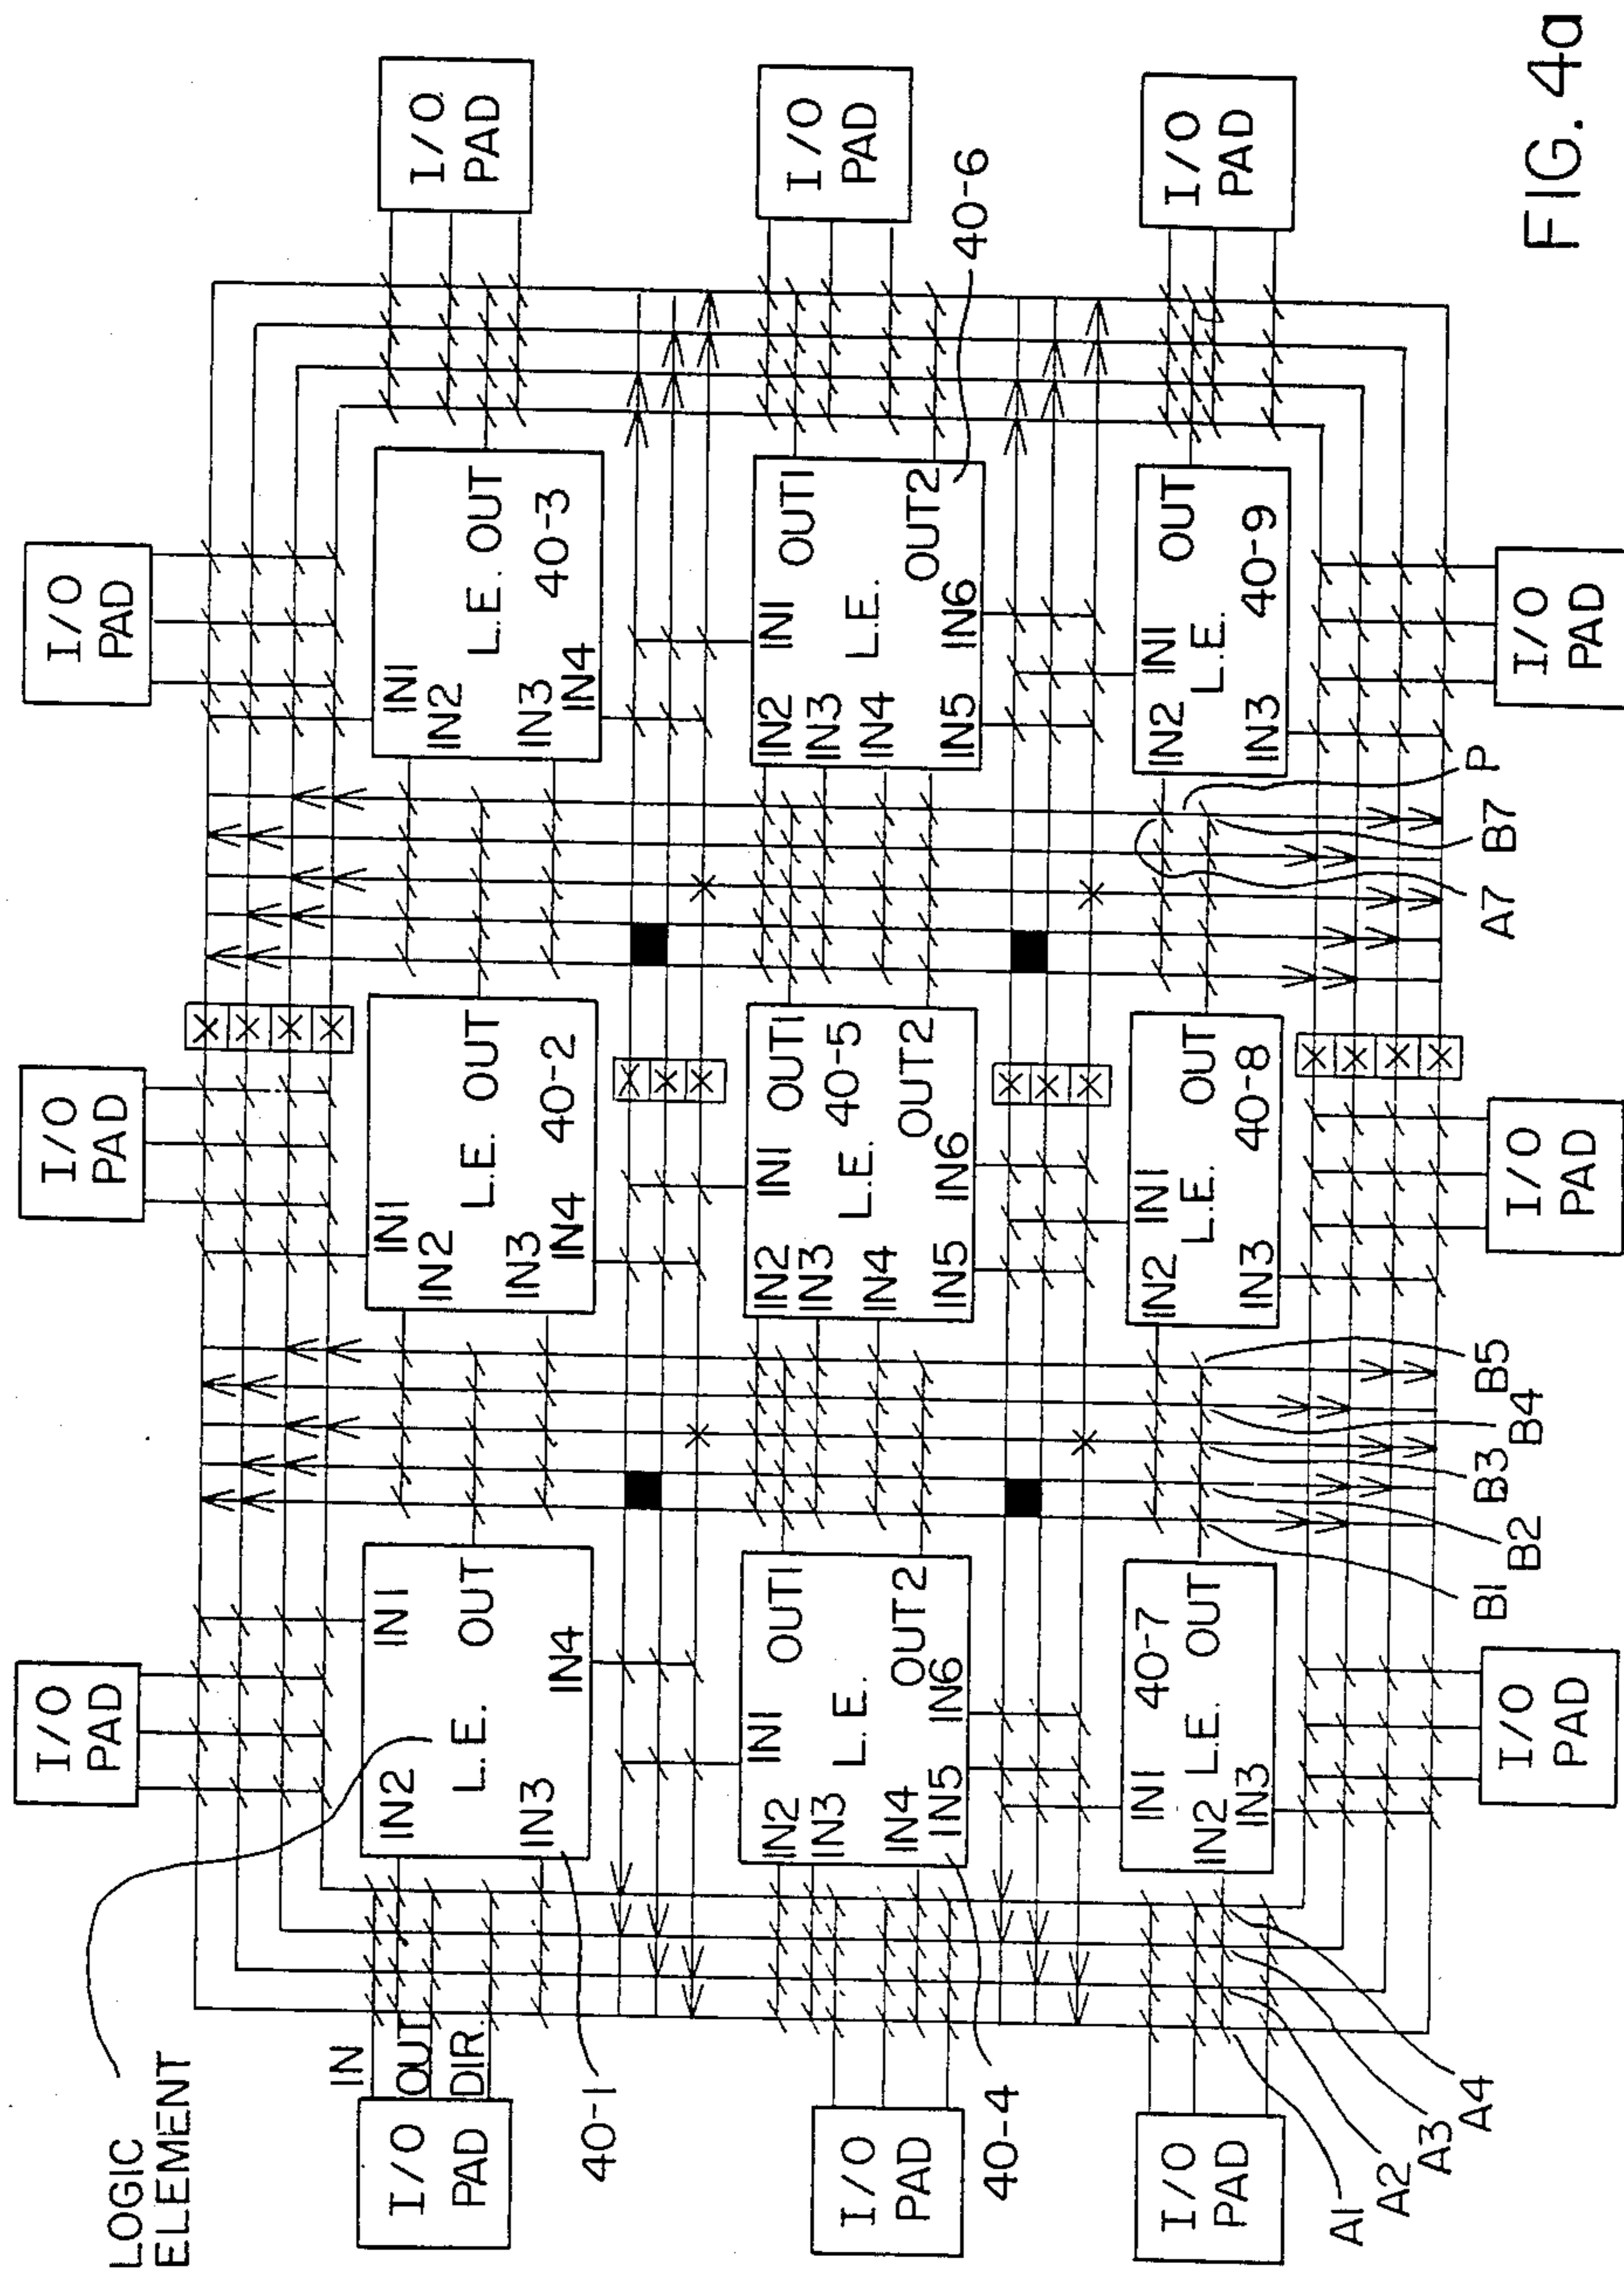 LOGIC
ELEMENT
I/O
PAD
I/O
PAD
I/O
PAD
I/O
PAD
IN
OUT
DIR.
IN2
IN1
L.E.
OUT
IN3
IN4
40-1
IN1
IN2
L.E.
OUT
IN3
IN4
40-2
IN1
IN2
L.E.
OUT
IN3
IN4
40-3
I/O
PAD
I/O
PAD
IN1
OUT1
IN2
IN3
L.E.
IN4
OUT2
IN5
IN6
40-4
IN1
OUT1
IN2
IN3
L.E.
40-5
IN4
OUT2
IN5
IN6
IN1
OUT1
IN2
IN3
L.E.
IN4
OUT2
IN5
IN6
40-6
I/O
PAD
I/O
PAD
IN1
40-7
IN2
L.E.
OUT
IN3
IN1
IN2
L.E.
OUT
IN3
40-8
IN1
IN2
L.E.
OUT
IN3
40-9
I/O
PAD
A1
A2
A3
A4
B1
B2
B3
B4
B5
A7
B7
P
I/O
PAD
I/O
PAD
I/O
PAD
FIG. 4a